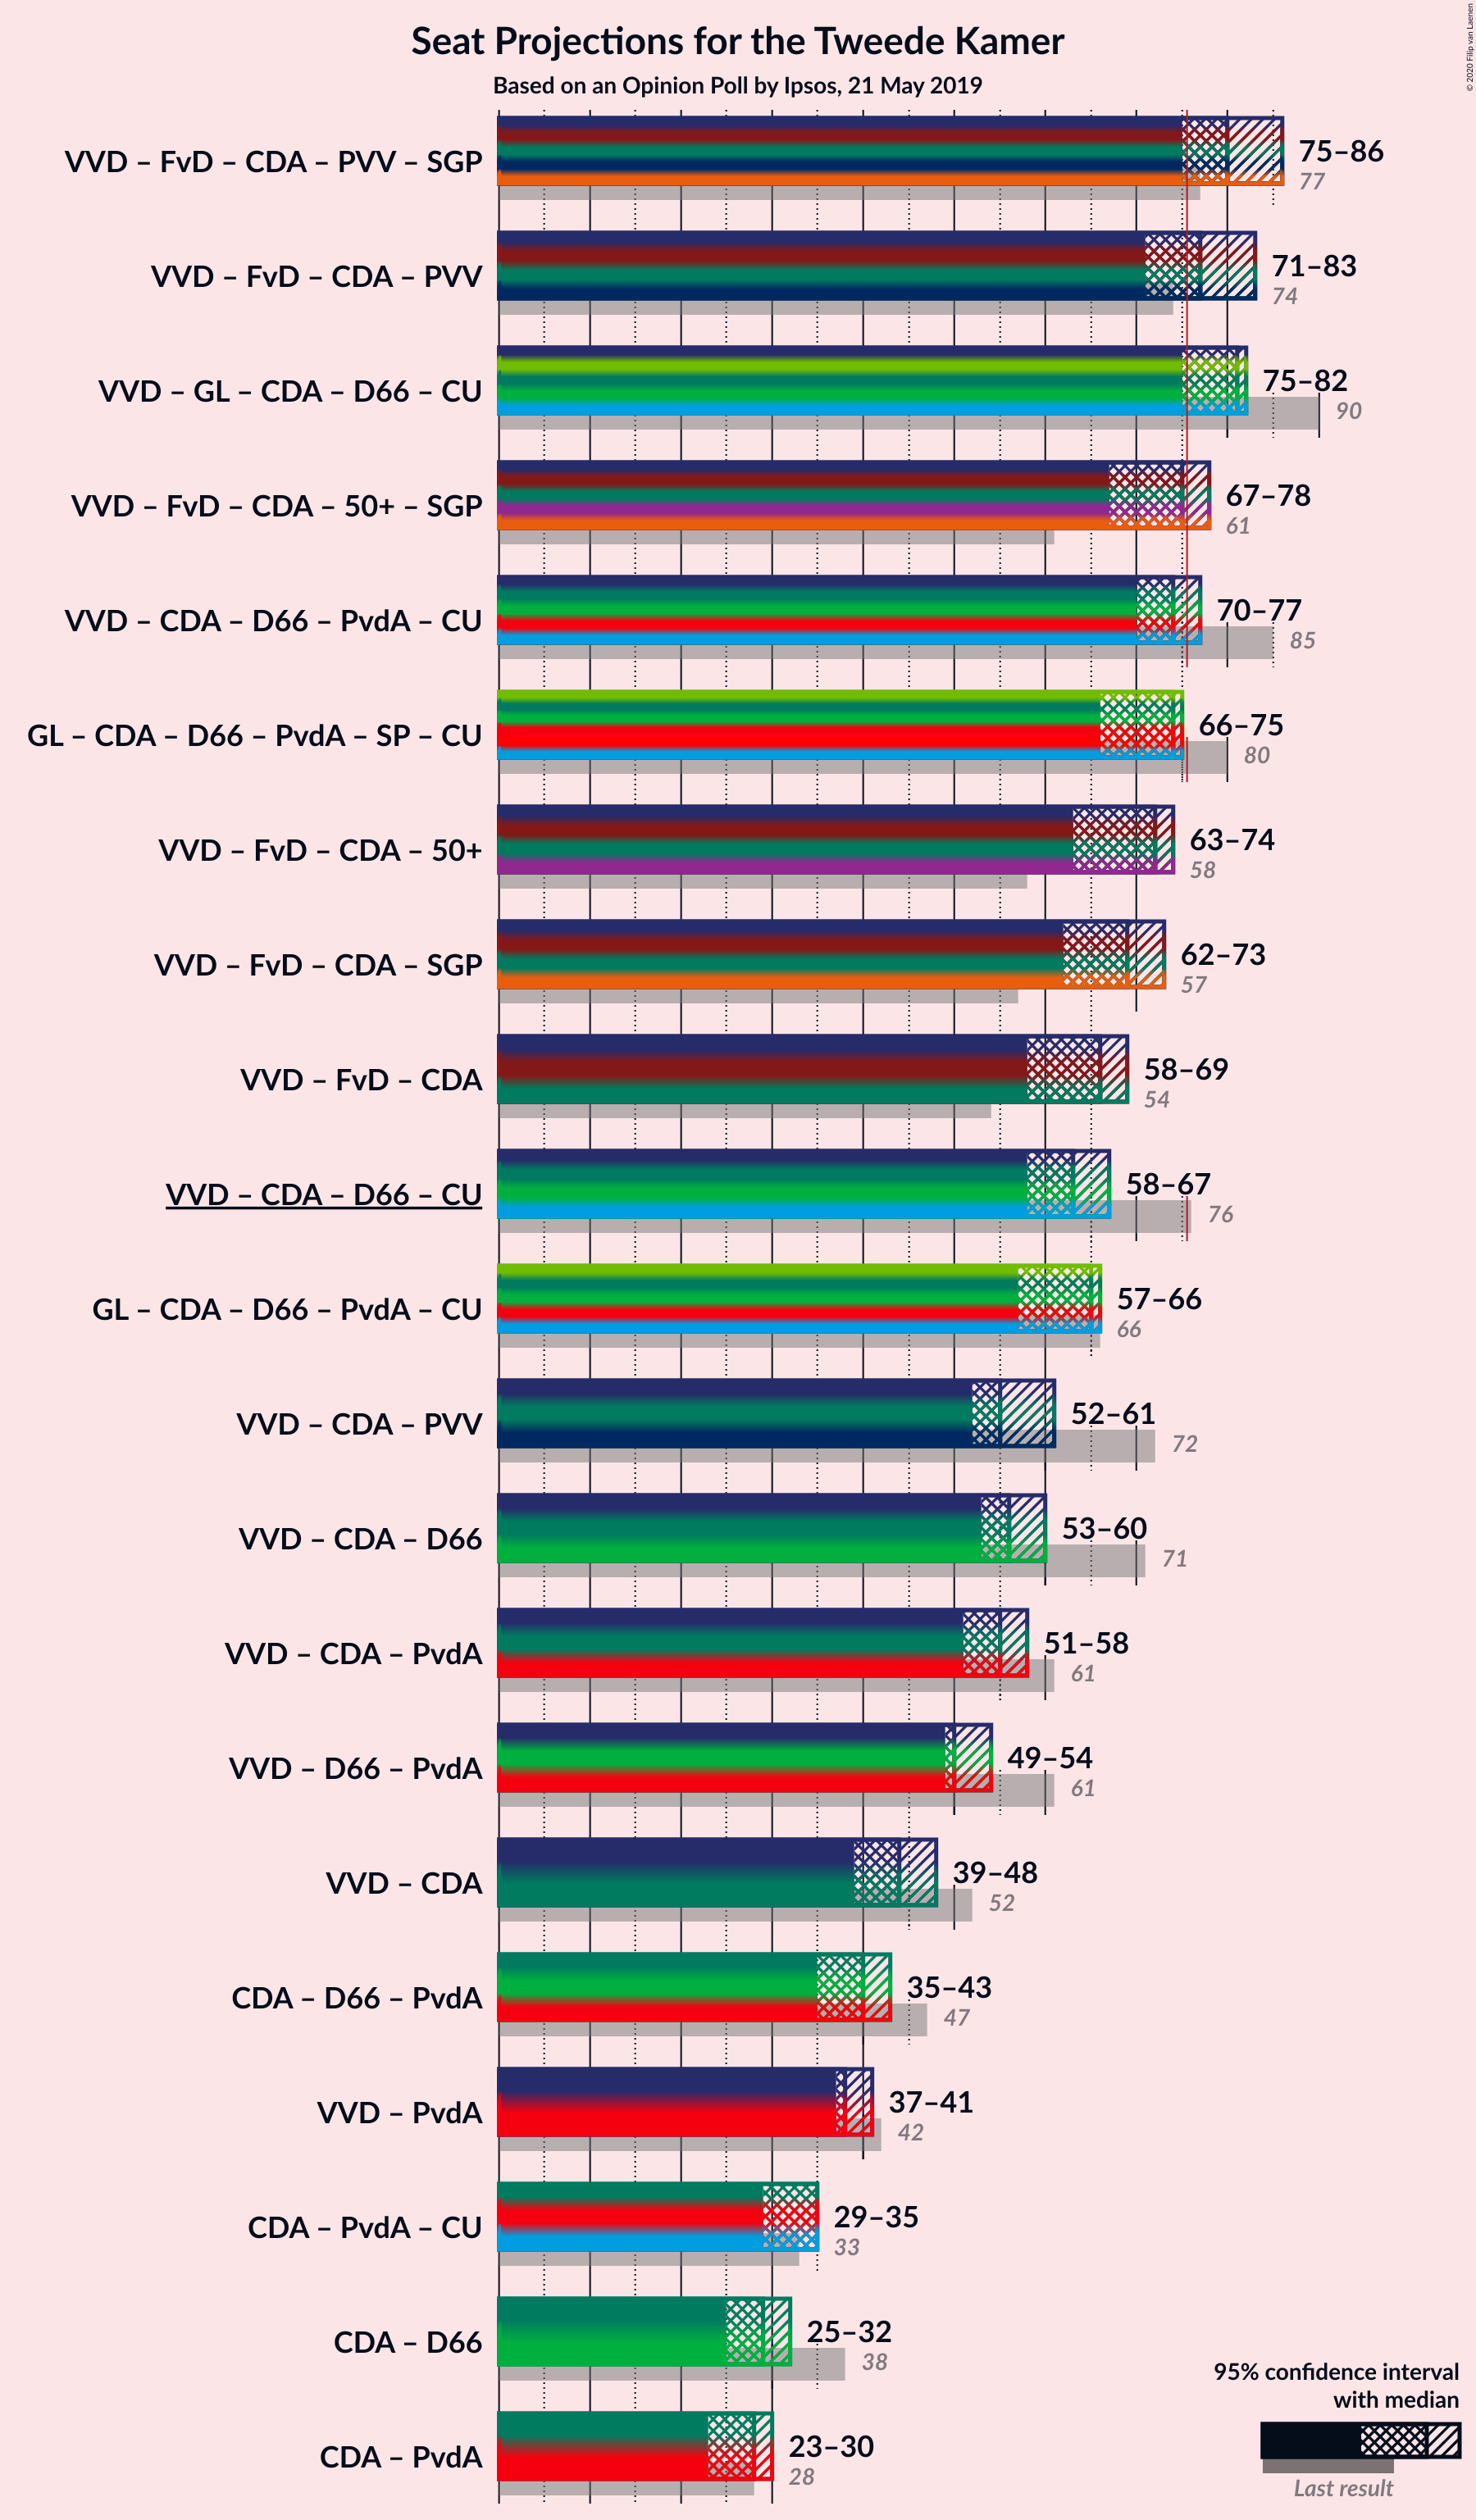 Seat Projections for the Tweede Kamer
Based on an Opinion Poll by Ipsos, 21 May 2019
© 2020 Filip van Laenen
VVD – FvD – CDA – PVV – SGP
75–86
77
VVD – FvD – CDA – PVV
71–83
74
VVD – GL – CDA – D66 – CU
75–82
90
VVD – FvD – CDA – 50+ – SGP
67–78
61
VVD – CDA – D66 – PvdA – CU
70–77
85
GL – CDA – D66 – PvdA – SP – CU
66–75
80
VVD – FvD – CDA – 50+
63–74
58
VVD – FvD – CDA – SGP
62–73
57
VVD – FvD – CDA
58–69
54
VVD – CDA – D66 – CU
58–67
76
GL – CDA – D66 – PvdA – CU
57–66
66
VVD – CDA – PVV
52–61
72
VVD – CDA – D66
53–60
71
VVD – CDA – PvdA
51–58
61
VVD – D66 – PvdA
49–54
61
VVD – CDA
39–48
52
CDA – D66 – PvdA
35–43
47
VVD – PvdA
37–41
42
CDA – PvdA – CU
29–35
33
CDA – D66
25–32
38
CDA – PvdA
23–30
28
95% confidence interval
with median
Last result